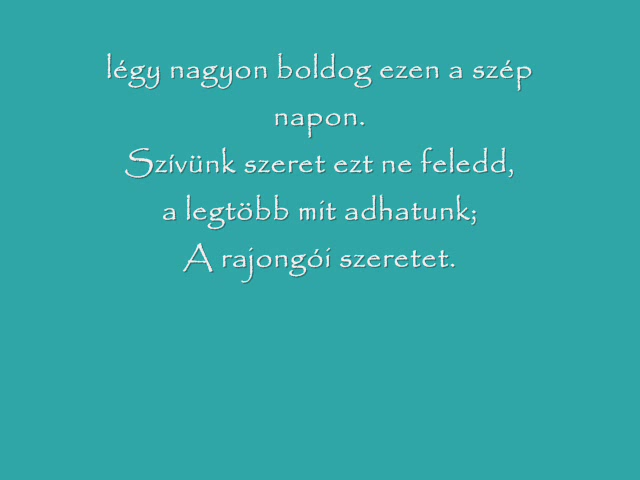 légy nagyon boldog ezen a szép
napon.
Szívünk szeret ezt ne feledd,
a legtöbb mit adhatunk;
A rajongói szeretet.